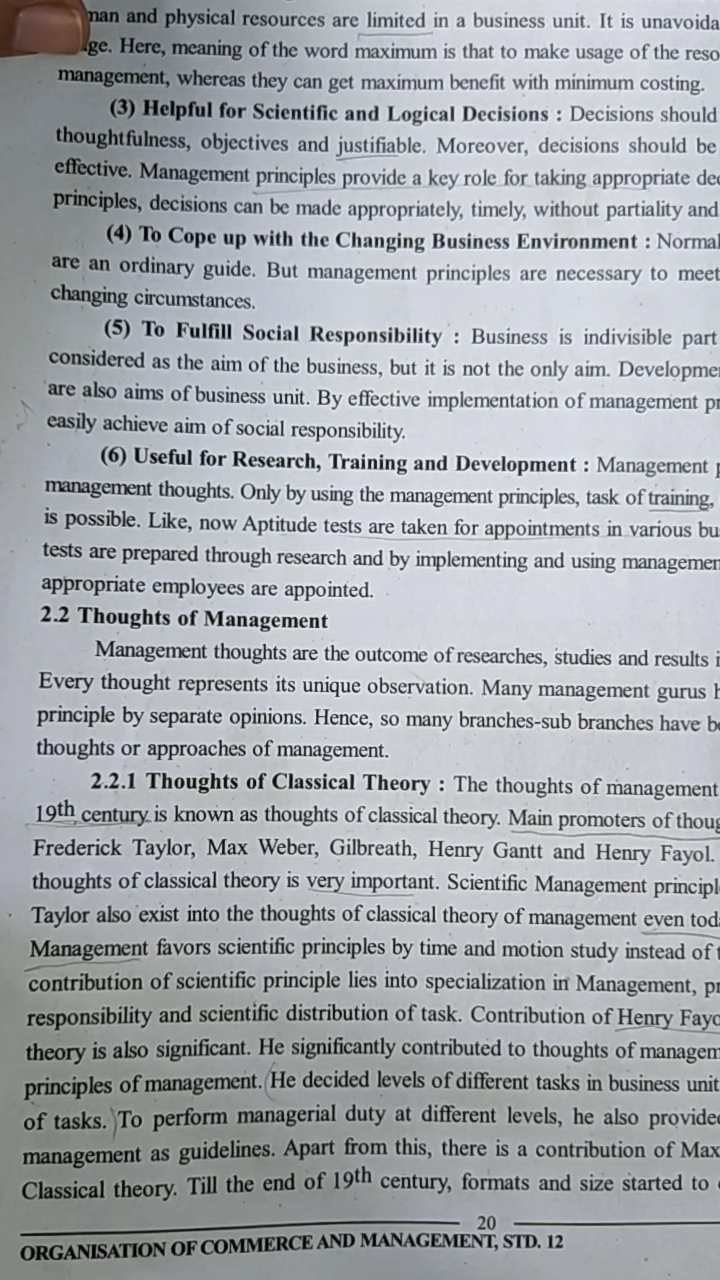 man and physical resources are limited in a business unit. It is
Here, meaning of the word maximum is that to make usage of the
management, whereas they can get maximum benefit with minimum costing.
(3) Helpful for Scientific and Logical Decisions : Decisions should
thoughtfulness, objectives and justifiable. Moreover, decisions should be
effective. Management principles provide a key role for taking appropriate
principles, decisions can be made appropriately, timely, without partiality and
(4) To Cope up with the Changing Business Environment :
are an ordinary guide. But management principles are necessary to meet
changing circumstances.
(5) To Fulfill Social Responsibility : Business is indivisible part
considered as the aim of the business, but it is not the only aim.
are also aims of business unit. By effective implementation of management
easily achieve aim of social responsibility.
(6) Useful for Research, Training and Development : Management
management thoughts. Only by using the management principles, task of training,
is possible. Like, now Aptitude tests are taken for appointments in various
tests are prepared through research and by implementing and using
appropriate employees are appointed.
2.2 Thoughts of Management
Management thoughts are the outcome of researches, studies and results
Every thought represents its unique observation. Many management gurus
principle by separate opinions. Hence, so many branches-sub branches have
thoughts or approaches of management.
2.2.1 Thoughts of Classical Theory : The thoughts of management
19th century is known as thoughts of classical theory. Main promoters of
Frederick Taylor, Max Weber, Gilbreath, Henry Gantt and Henry Fayol.
thoughts of classical theory is very important. Scientific Management
Taylor also exist into the thoughts of classical theory of management even
Management favors scientific principles by time and motion study instead of
contribution of scientific principle lies into specialization in Management,
responsibility and scientific distribution of task. Contribution of Henry
theory is also significant. He significantly contributed to thoughts of
principles of management. (He decided levels of different tasks in business unit
of tasks.) To perform managerial duty at different levels, he also
management as guidelines. Apart from this, there is a contribution of Max
Classical theory. Till the end of 19th century, formats and size started to
20
ORGANISATION OF COMMERCE AND MANAGEMENT, STD. 12